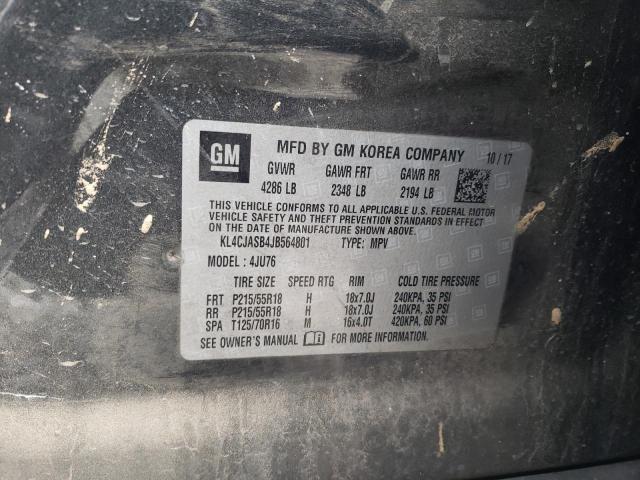 GM MFD BY GM KOREA COMPANY 10/17
GVWR GAWR FRT GAWR RR
4286 LB 2348 LB 2194 LB
THIS VEHICLE CONFORMS TO ALL APPLICABLE U.S. FEDERAL MOTOR
VEHICLE SAFETY AND THEFT PREVENTION STANDARDS IN EFFECT
ON THE DATE OF MANUFACTURE SHOWN ABOVE.
KL4CJASB4JB564801 TYPE: MPV
MODEL : 4JU76
TIRE SIZE SPEED RTG RIM COLD TIRE PRESSURE
FRT P215/55R18 H 18x7.0J 240KPA, 35 PSI
RR P215/55R18 H 18x7.0J 240KPA, 35 PSI
SPA T125/70R16 M 16x4.0T 420KPA, 60 PSI
SEE OWNER'S MANUAL FOR MORE INFORMATION.